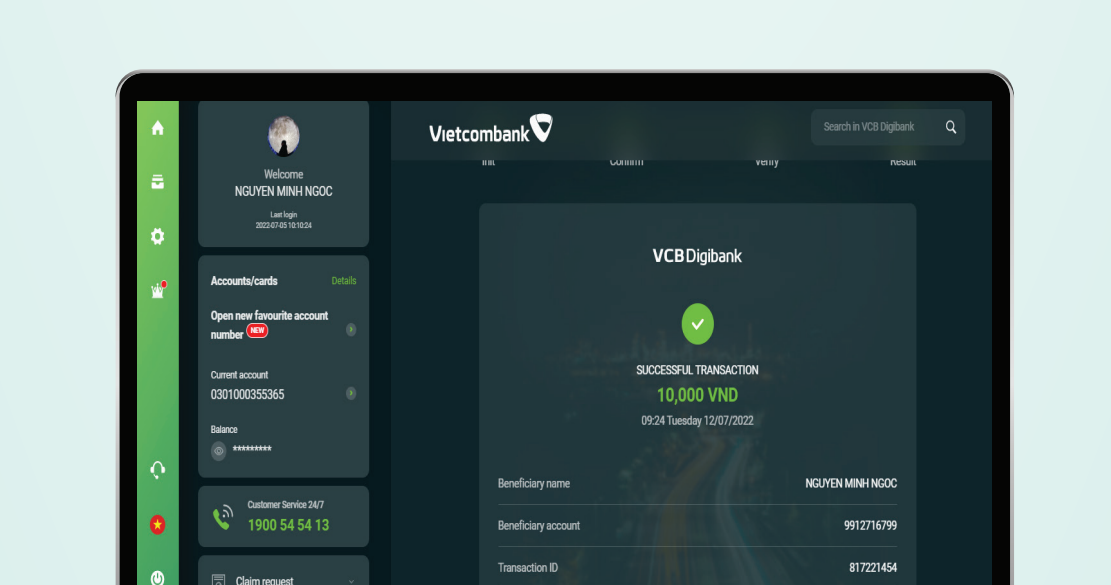 Welcome
NGUYEN MINH NGOC
Last login
2022-07-05 10:10:24
Accounts/cards
Details
Open new favourite account
number NEW
Current account
0301000355365
Balance
*********
Customer Service 24/7
1900 54 54 13
Claim request
Vietcombank
Search in VCB Digibank
Init
Confirm
Verify
Result
VCBDigibank
SUCCESSFUL TRANSACTION
10,000 VND
09:24 Tuesday 12/07/2022
Beneficiary name
NGUYEN MINH NGOC
Beneficiary account
9912716799
Transaction ID
817221454